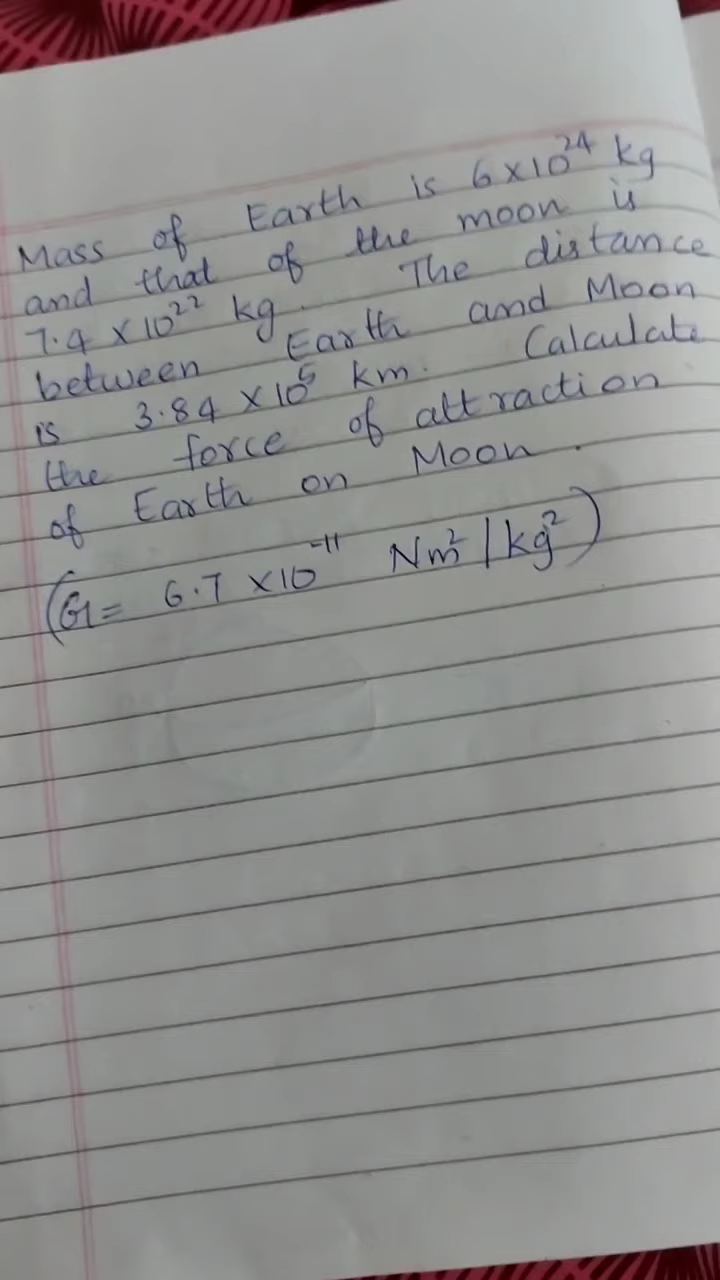 Mass of Earth is 6 x 10²⁴ kg
and that of the moon is
7.4 x 10²² kg. The distance
between Earth and Moon
is 3.84 x 10⁵ km. Calculate
the force of attraction
of Earth on Moon.
(G = 6.7 x 10⁻¹¹ Nm²/kg²)